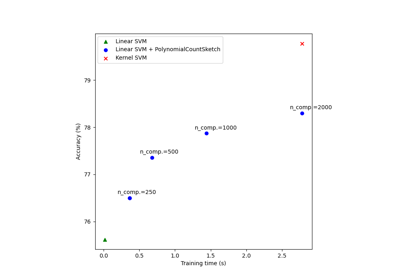 Linear SVM
Linear SVM + PolynomialCountSketch
Kernel SVM
79
78
77
76
Accuracy (%)
n_comp.=2000
n_comp.=1000
n_comp.=500
n_comp.=250
0.0 0.5 1.0 1.5 2.0 2.5
Training time (s)